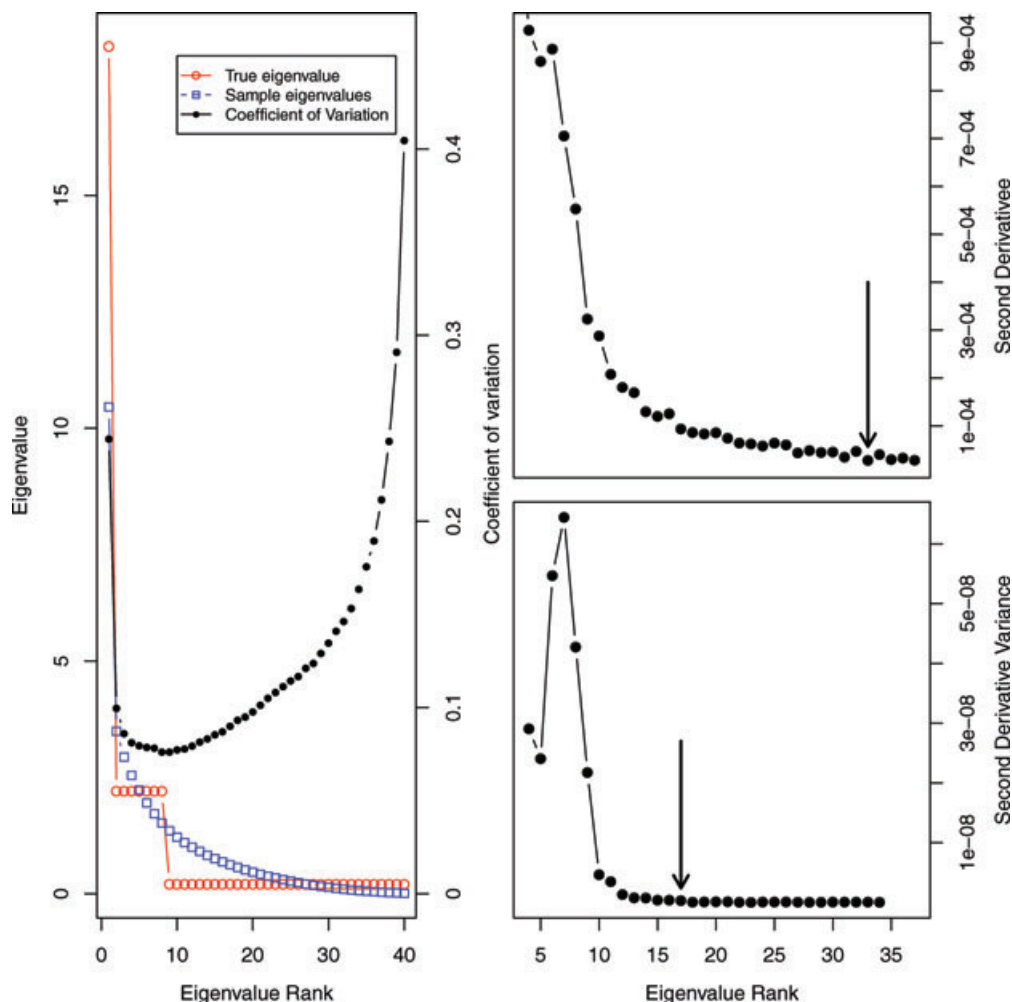 True eigenvalue
Sample eigenvalues
Coefficient of Variation
Eigenvalue
15
10
5
0
0.4
0.3
0.2
0.1
0
Coefficient of variation
0 10 20 30 40
Eigenvalue Rank
9e−04
7e−04
5e−04
3e−04
1e−04
Second Derivativee
5e−08
3e−08
1e−08
Second Derivative Variance
5 10 15 20 25 30 35
Eigenvalue Rank